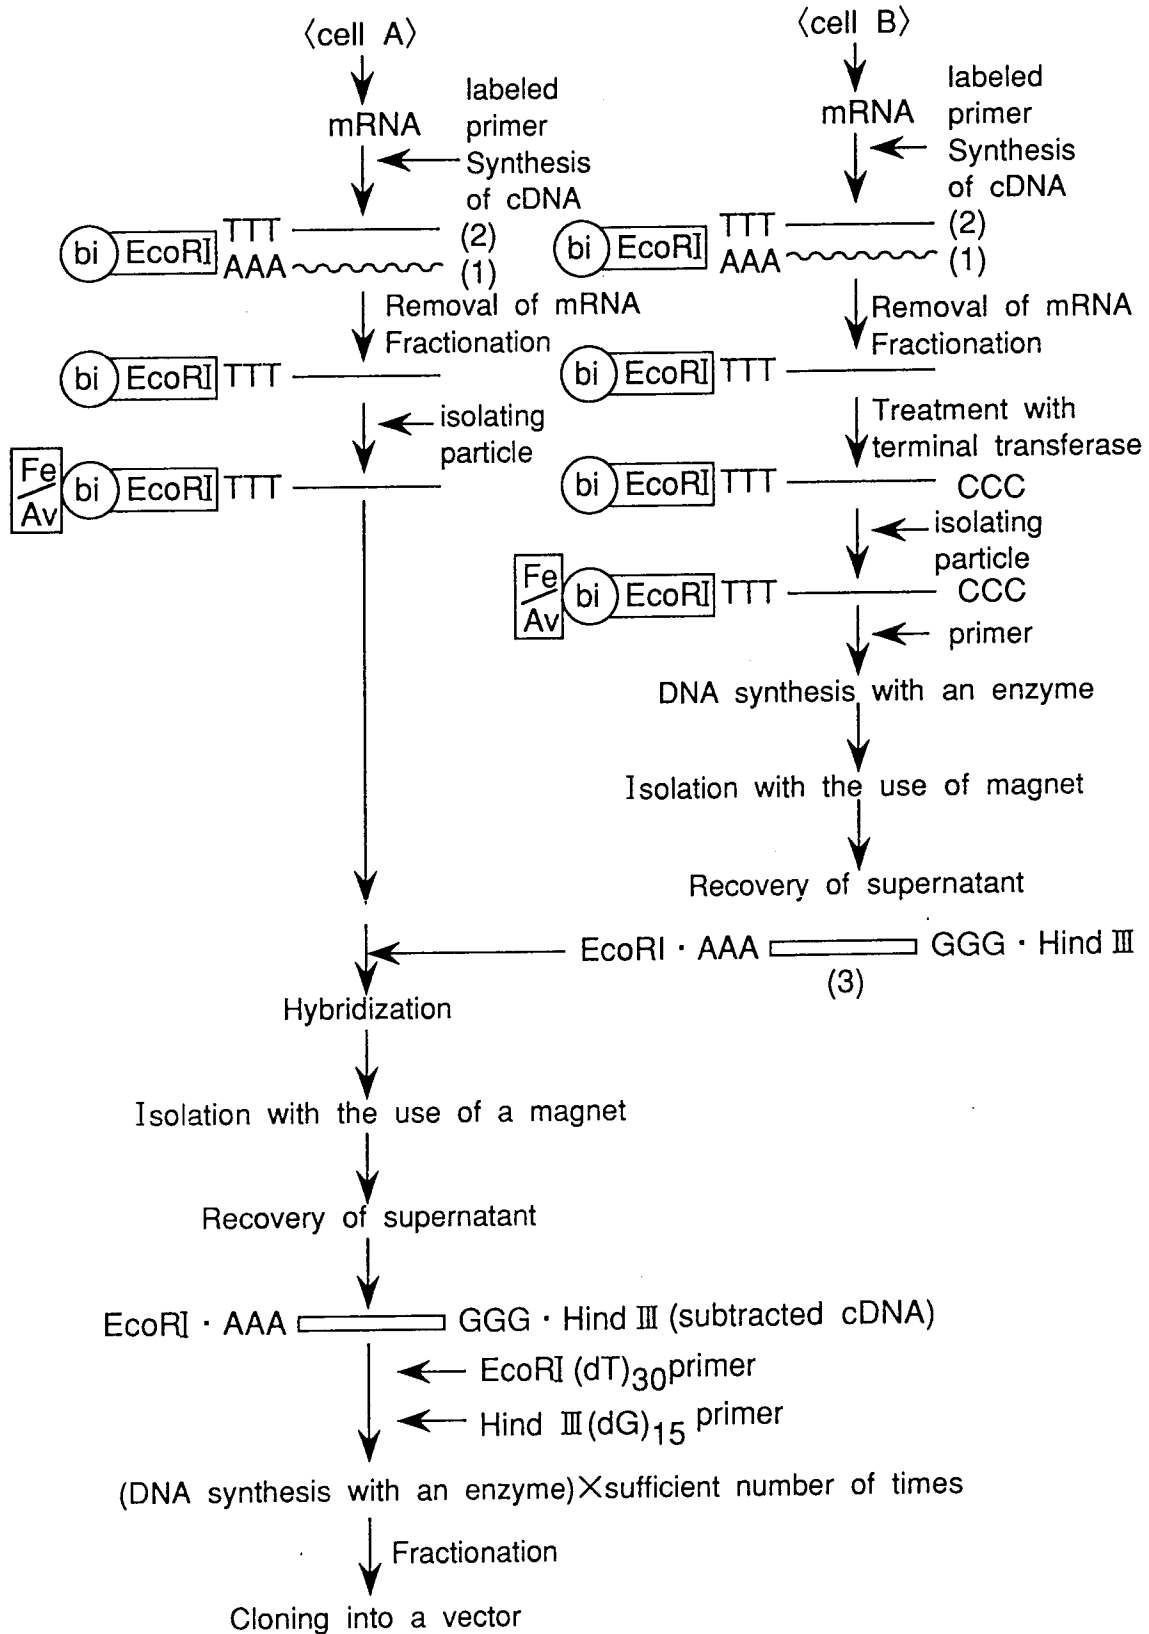 〈cell A〉
mRNA
labeled
primer
Synthesis
of cDNA
bi EcoRI TTT (2)
AAA (1)
Removal of mRNA
Fractionation
bi EcoRI TTT
isolating
particle
Fe/Av bi EcoRI TTT
〈cell B〉
mRNA
labeled
primer
Synthesis
of cDNA
bi EcoRI TTT (2)
AAA (1)
Removal of mRNA
Fractionation
bi EcoRI TTT
Treatment with
terminal transferase
bi EcoRI TTT CCC
isolating
particle
Fe/Av bi EcoRI TTT CCC
primer
DNA synthesis with an enzyme
Isolation with the use of magnet
Recovery of supernatant
EcoRI · AAA GGG · Hind III
(3)
Hybridization
Isolation with the use of a magnet
Recovery of supernatant
EcoRI · AAA GGG · Hind III (subtracted cDNA)
EcoRI (dT)30 primer
Hind III (dG)15 primer
(DNA synthesis with an enzyme)×sufficient number of times
Fractionation
Cloning into a vector